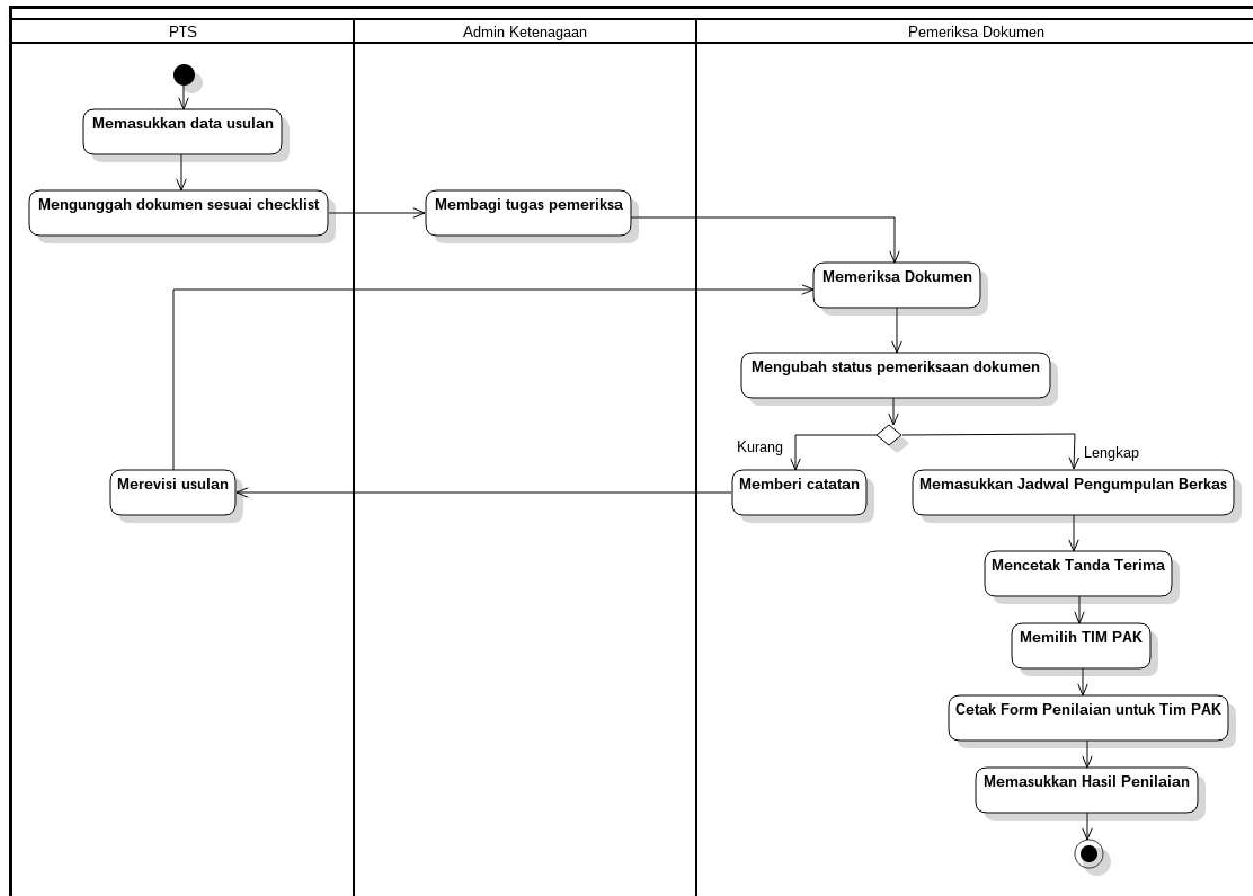 PTS
Admin Ketenagaan
Pemeriksa Dokumen
Memasukkan data usulan
Mengunggah dokumen sesuai checklist
Membagi tugas pemeriksa
Memeriksa Dokumen
Mengubah status pemeriksaan dokumen
Kurang
Lengkap
Merevisi usulan
Memberi catatan
Memasukkan Jadwal Pengumpulan Berkas
Mencetak Tanda Terima
Memilih TIM PAK
Cetak Form Penilaian untuk Tim PAK
Memasukkan Hasil Penilaian